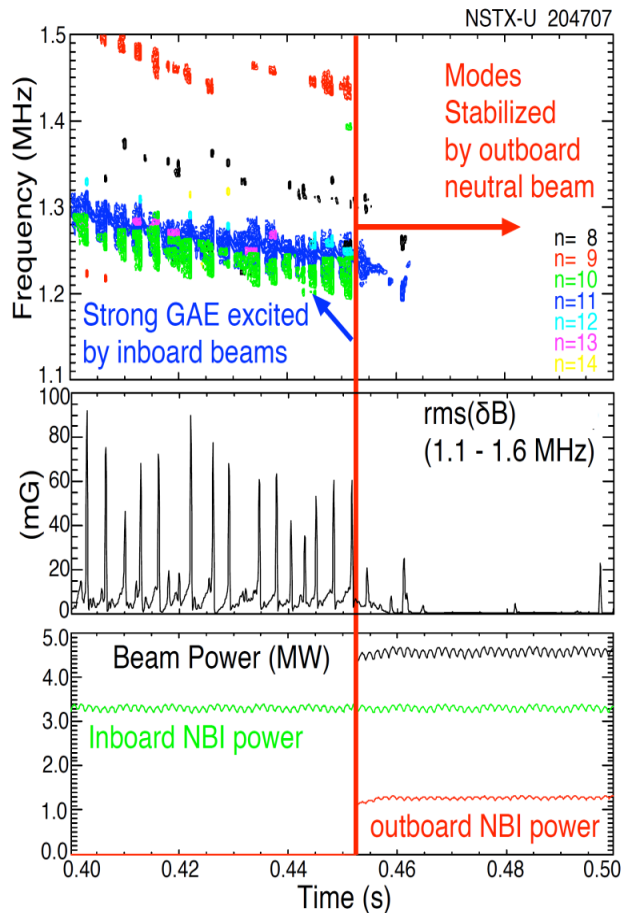 NSTX-U 204707
1.5
1.4
1.3
1.2
1.1
Frequency (MHz)
Modes
Stabilized
by outboard
neutral beam
n= 8
n= 9
n=10
n=11
n=12
n=13
n=14
Strong GAE excited
by inboard beams
100
80
60
40
20
0
(mG)
rms(δB)
(1.1 - 1.6 MHz)
5.0
4.0
3.0
2.0
1.0
0.0
Beam Power (MW)
Inboard NBI power
outboard NBI power
0.40
0.42
0.44
0.46
0.48
0.50
Time (s)